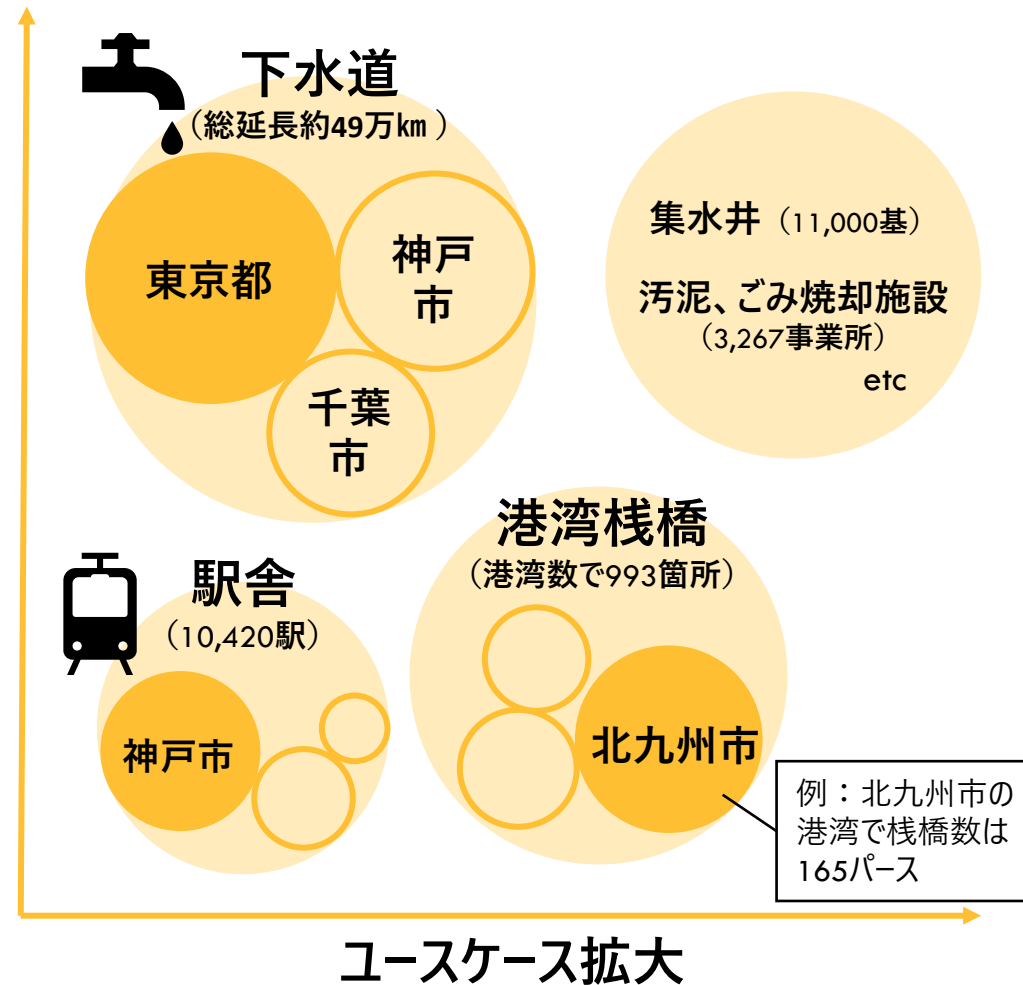 下水道
（総延長約49万㎞ ）
東京都
神戸
市
千葉
市
集水井（11,000基）
汚泥、ごみ焼却施設
（3,267事業所）
etc
駅舎
（10,420駅）
神戸市
港湾桟橋
（港湾数で993箇所）
北九州市
例：北九州市の
港湾で桟橋数は
165パース
ユースケース拡大